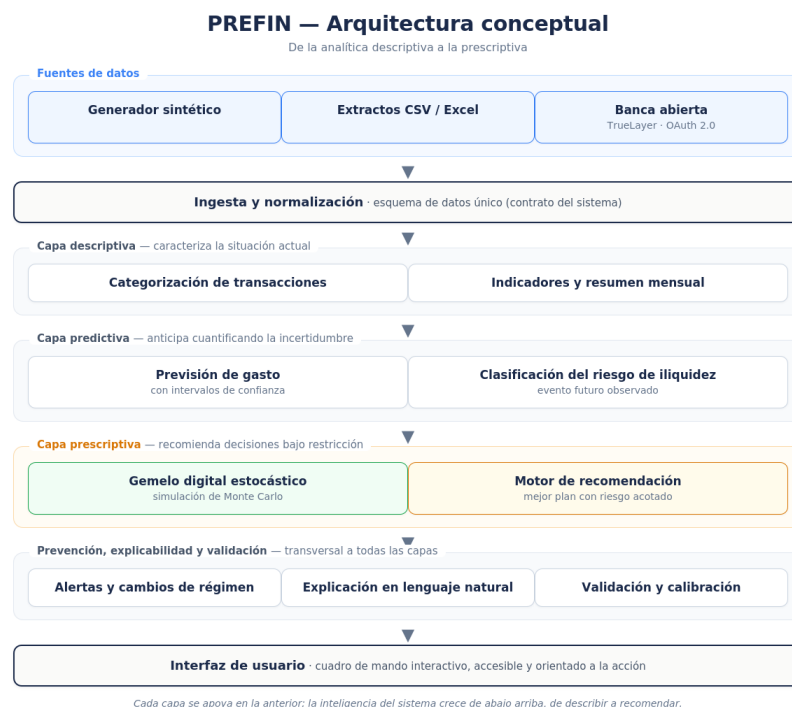 PREFIN — Arquitectura conceptual
De la analítica descriptiva a la prescriptiva
Fuentes de datos
Generador sintético
Extractos CSV / Excel
Banca abierta
TrueLayer · OAuth 2.0
Ingesta y normalización · esquema de datos único (contrato del sistema)
Capa descriptiva — caracteriza la situación actual
Categorización de transacciones
Indicadores y resumen mensual
Capa predictiva — anticipa cuantificando la incertidumbre
Previsión de gasto
con intervalos de confianza
Clasificación del riesgo de iliquidez
evento futuro observado
Capa prescriptiva — recomienda decisiones bajo restricción
Gemelo digital estocástico
simulación de Monte Carlo
Motor de recomendación
mejor plan con riesgo acotado
Prevención, explicabilidad y validación — transversal a todas las capas
Alertas y cambios de régimen
Explicación en lenguaje natural
Validación y calibración
Interfaz de usuario · cuadro de mando interactivo, accesible y orientado a la acción
Cada capa se apoya en la anterior: la inteligencia del sistema crece de abajo arriba, de describir a recomendar.